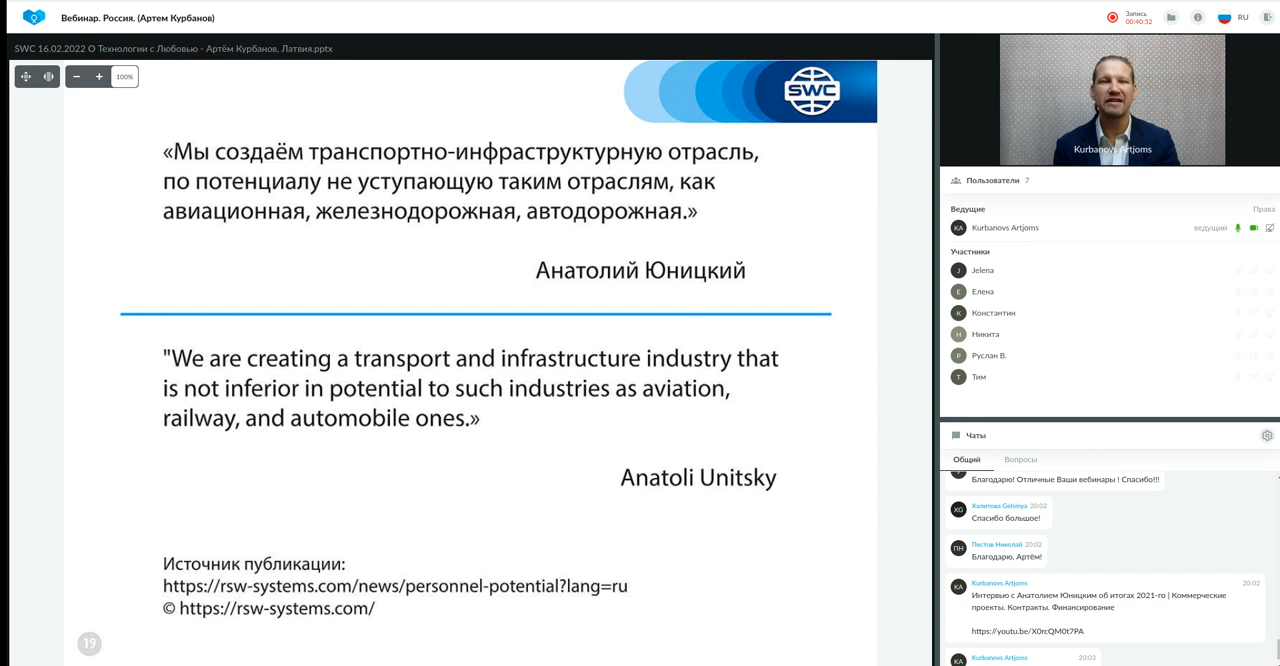 Вебинар. Россия. (Артем Курбанов)
Запись
00:40:52
RU
SWC 16.02.2022 О Технологии с Любовью - Артём Курбанов, Латвия.pptx
100%
SWC
«Мы создаём транспортно-инфраструктурную отрасль,
по потенциалу не уступающую таким отраслям, как
авиационная, железнодорожная, автодорожная.»
Анатолий Юницкий
"We are creating a transport and infrastructure industry that
is not inferior in potential to such industries as aviation,
railway, and automobile ones.»
Anatoli Unitsky
Источник публикации:
https://rsw-systems.com/news/personnel-potential?lang=ru
© https://rsw-systems.com/
19
Kurbanovs Artjoms
Пользователи 7
Ведущие Права
KA Kurbanovs Artjoms ведущий
Участники
J Jelena
Е Елена
К Константин
Н Никита
Р Руслан В.
Т Тим
Чаты
Общий Вопросы
Благодарю! Отличные Ваши вебинары ! Спасибо!!!
XG Халитова Gelsinya 20:02
Спасибо большое!
ПН Пестов Николай 20:02
Благодарю, Артём!
KA Kurbanovs Artjoms 20:02
Интервью с Анатолием Юницким об итогах 2021-го | Коммерческие
проекты. Контракты. Финансирование
https://youtu.be/X0rcQM0t7PA
KA Kurbanovs Artjoms 20:03